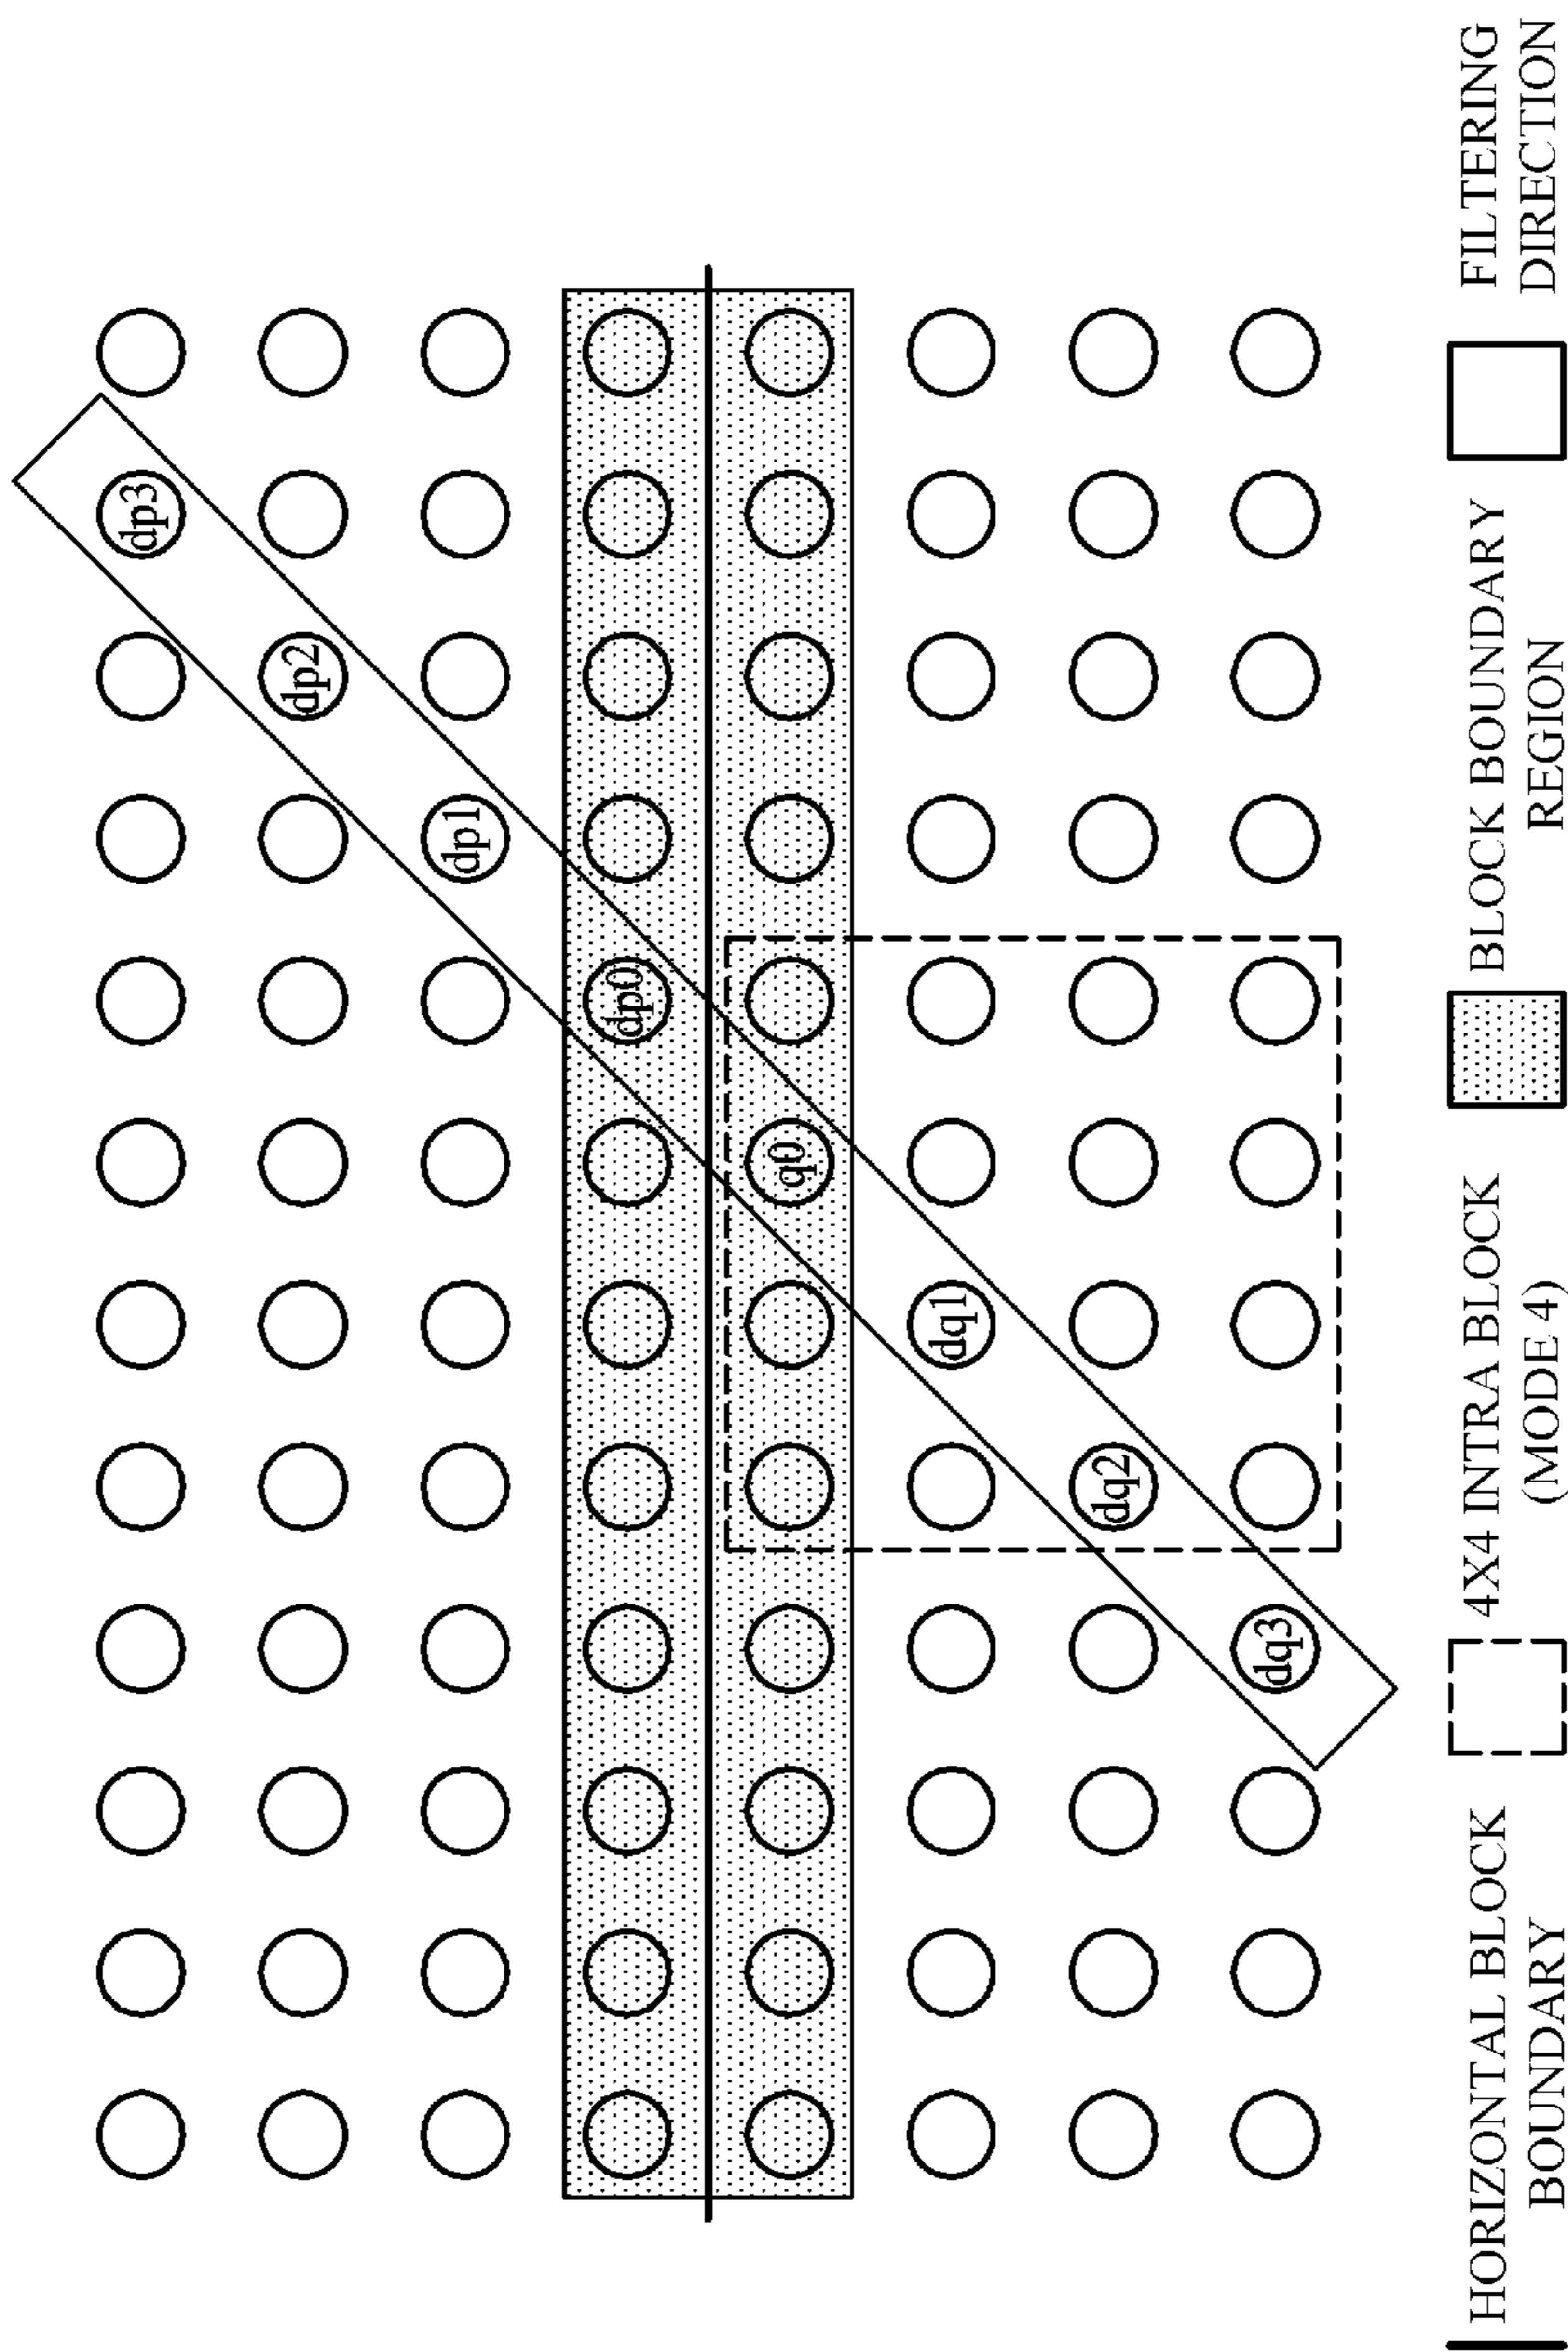 dp3
dp2
dp1
dp0
q0
dq1
dq2
dq3
HORIZONTAL BLOCK
BOUNDARY
4X4 INTRA BLOCK
(MODE 4)
BLOCK BOUNDARY
REGION
FILTERING
DIRECTION